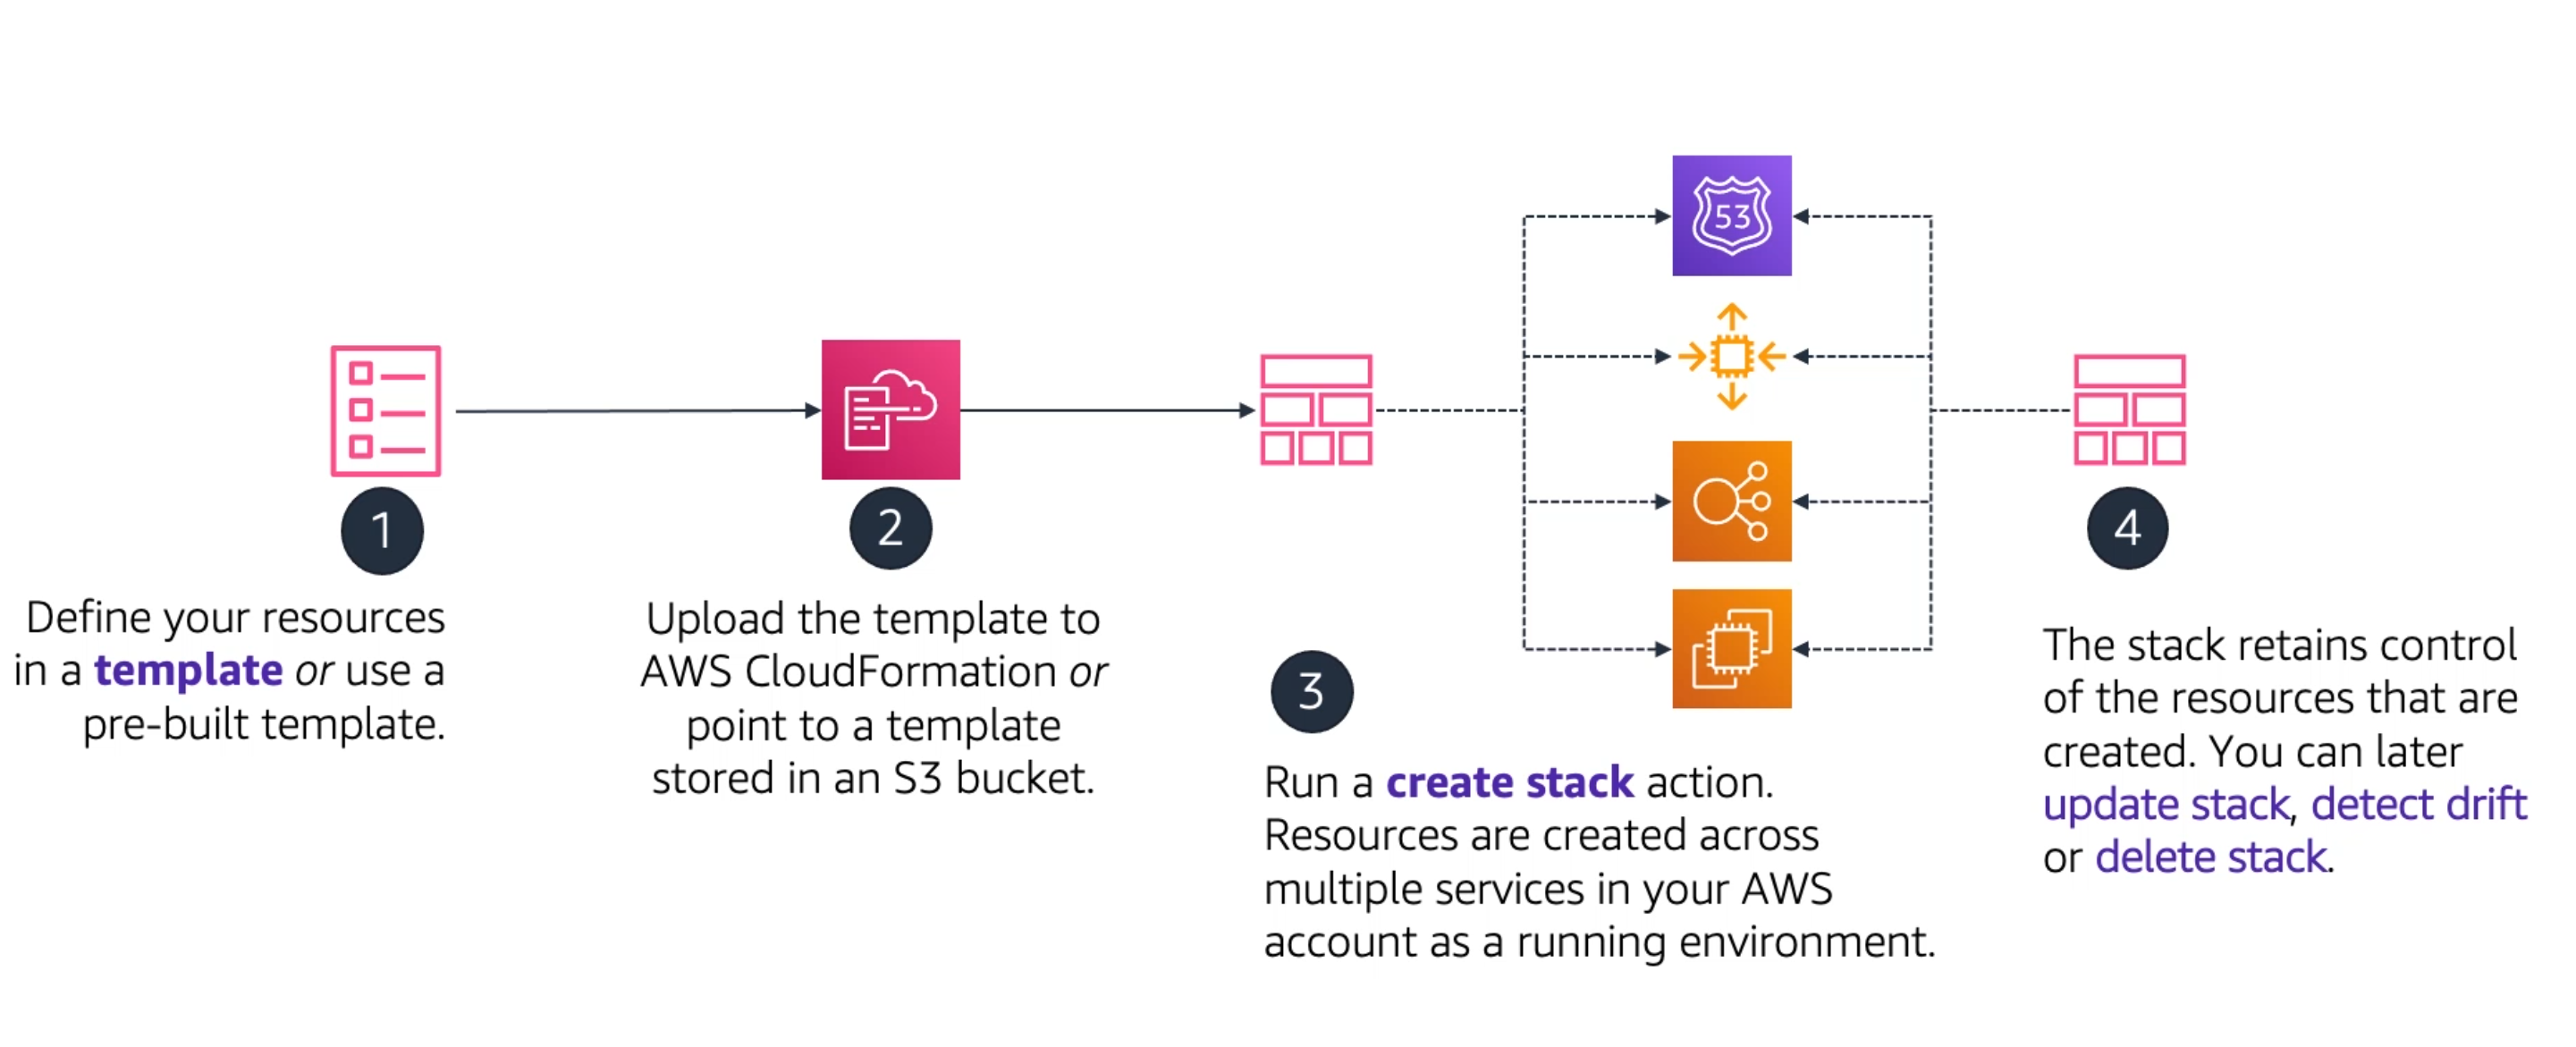 53
1
Define your resources
in a template or use a
pre-built template.
2
Upload the template to
AWS CloudFormation or
point to a template
stored in an S3 bucket.
3
Run a create stack action.
Resources are created across
multiple services in your AWS
account as a running environment.
4
The stack retains control
of the resources that are
created. You can later
update stack, detect drift
or delete stack.